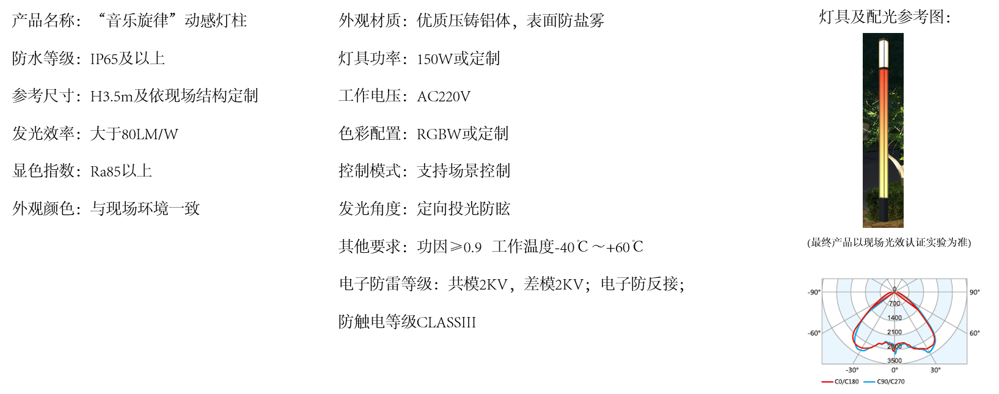 产品名称：“音乐旋律”动感灯柱
防水等级：IP65及以上
参考尺寸：H3.5m及依现场结构定制
发光效率：大于80LM/W
显色指数：Ra85以上
外观颜色：与现场环境一致
外观材质：优质压铸铝体，表面防盐雾
灯具功率：150W或定制
工作电压：AC220V
色彩配置：RGBW或定制
控制模式：支持场景控制
发光角度：定向投光防眩
其他要求：功因≥0.9 工作温度-40℃～+60℃
电子防雷等级：共模2KV，差模2KV；电子防反接；
防触电等级CLASSIII
灯具及配光参考图：
(最终产品以现场光效认证实验为准)
0
-90° 90°
700
1400
2100
-60° 60°
2800
3500
-30° 0° 30°
C0/C180 C90/C270